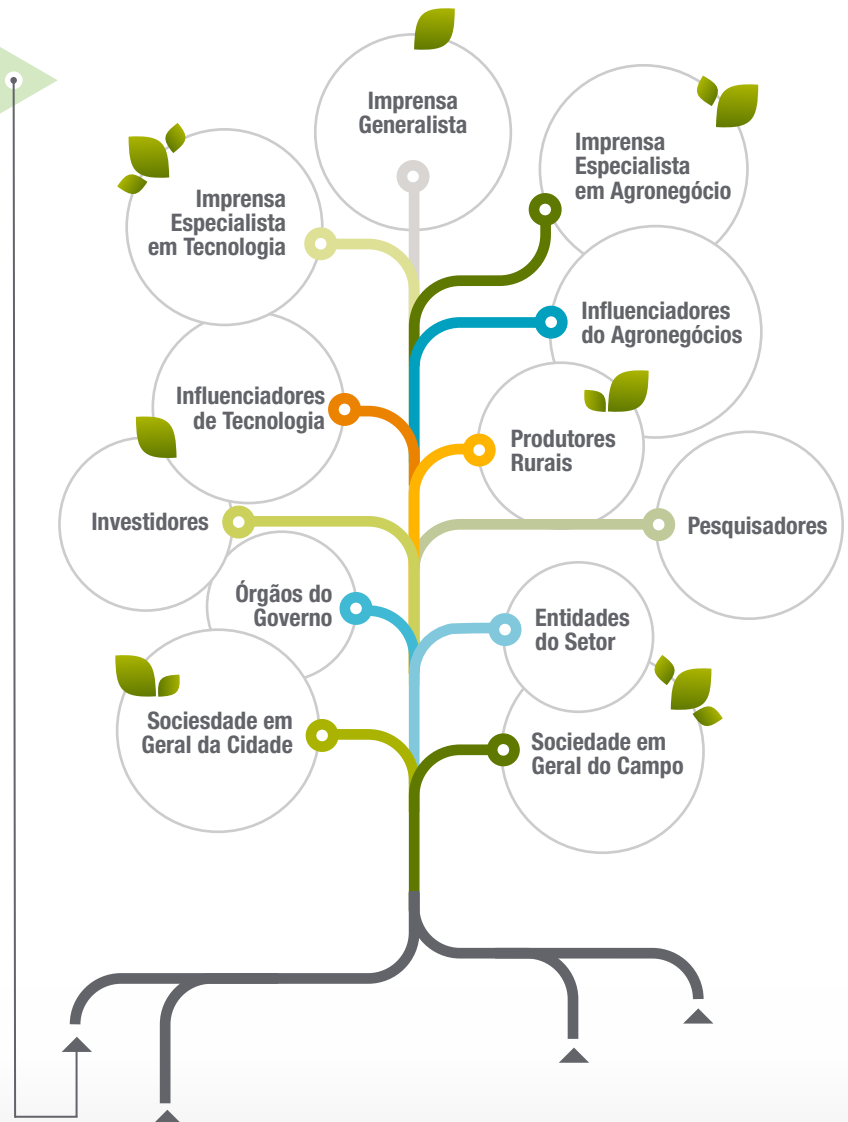 Imprensa
Generalista
Imprensa
Especialista
em Agronegócio
Imprensa
Especialista
em Tecnologia
Influenciadores
do Agronegócios
Influenciadores
de Tecnologia
Produtores
Rurais
Investidores
Pesquisadores
Órgãos do
Governo
Entidades
do Setor
Sociesdade em
Geral da Cidade
Sociedade em
Geral do Campo